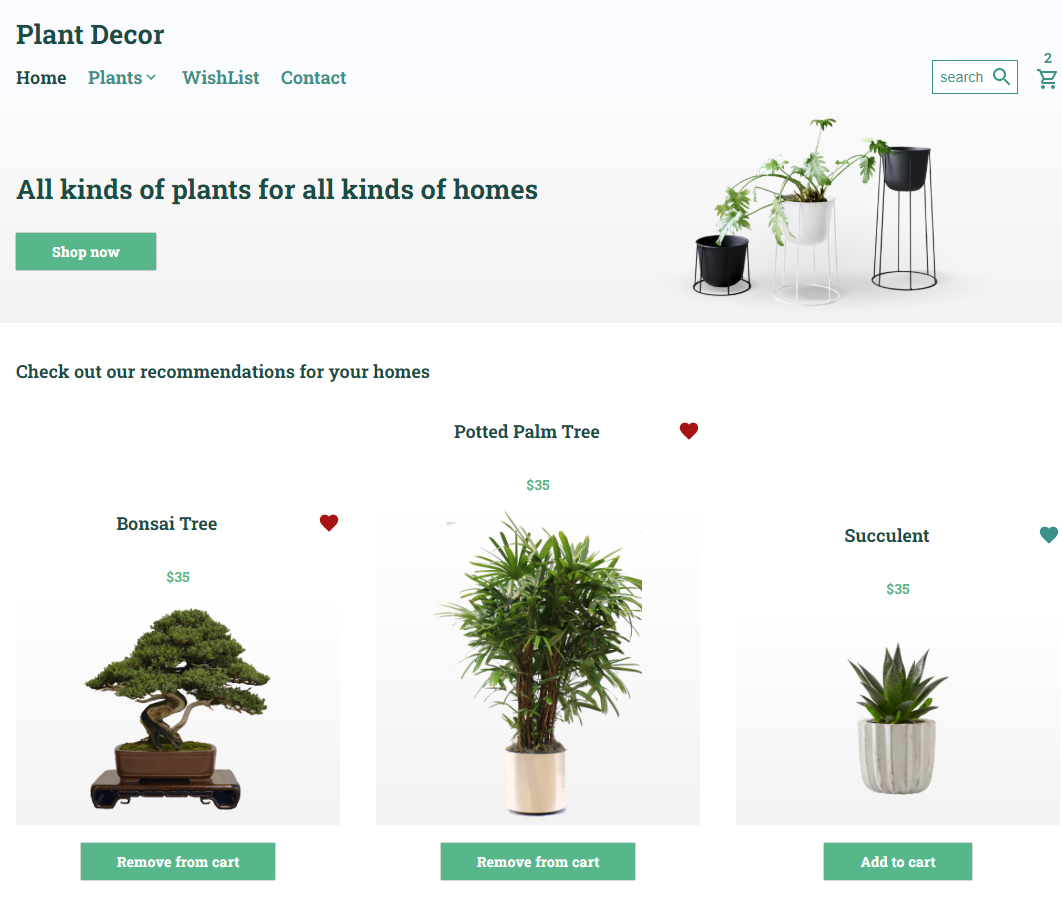 Plant Decor
Home Plants WishList Contact
search
2
All kinds of plants for all kinds of homes
Shop now
Check out our recommendations for your homes
Bonsai Tree
$35
Remove from cart
Potted Palm Tree
$35
Remove from cart
Succulent
$35
Add to cart